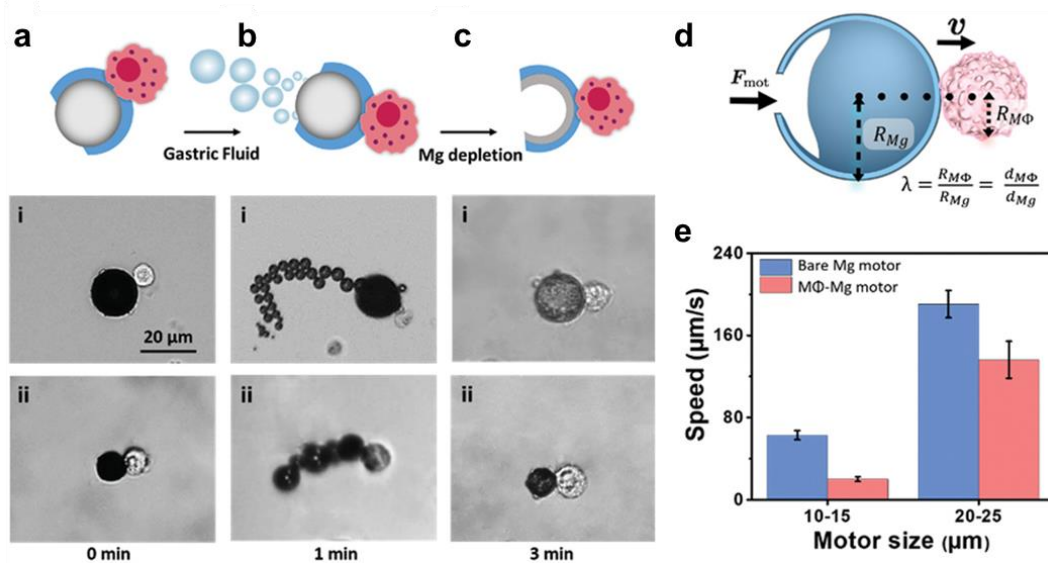 a
b
c
d
Gastric Fluid
Mg depletion
F_mot
v
R_Mg
R_MΦ
λ = R_MΦ / R_Mg = d_MΦ / d_Mg
i
i
i
20 μm
ii
ii
ii
0 min
1 min
3 min
e
Bare Mg motor
MΦ-Mg motor
Speed (μm/s)
240
160
80
0
10-15
20-25
Motor size (μm)